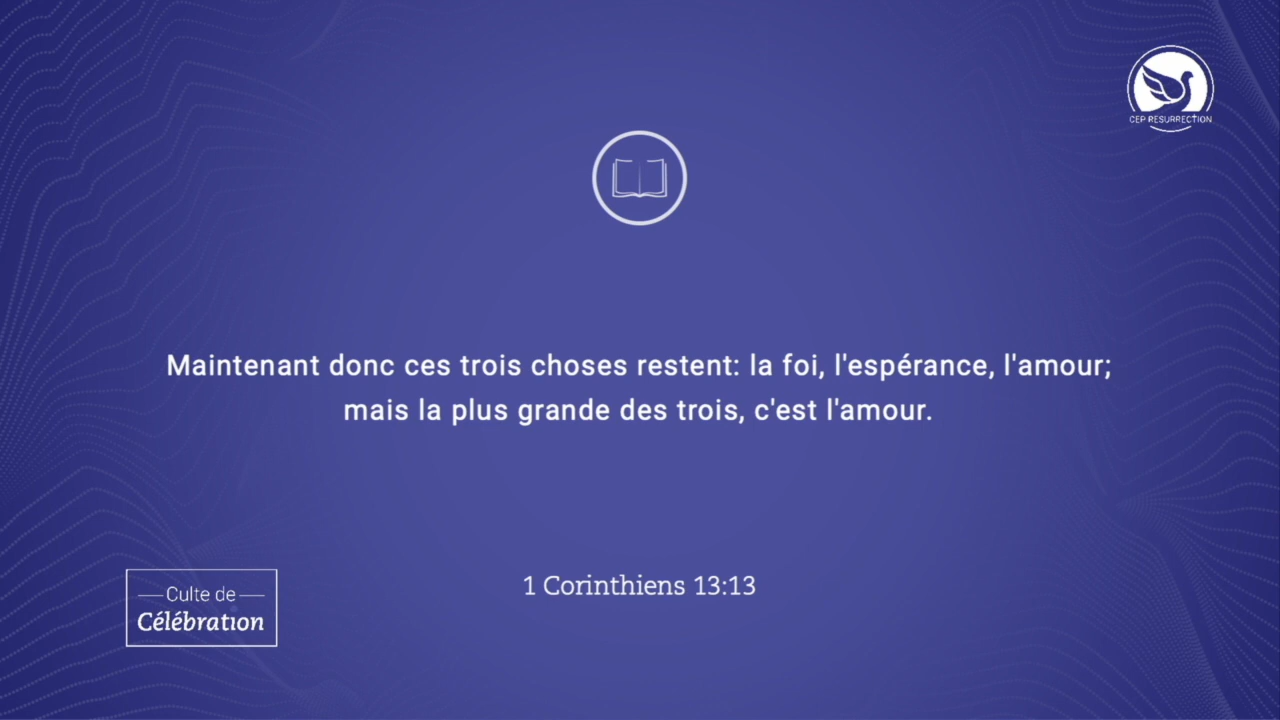 CEP RESURRECTION
Maintenant donc ces trois choses restent: la foi, l'espérance, l'amour;
mais la plus grande des trois, c'est l'amour.
1 Corinthiens 13:13
Culte de
Célébration